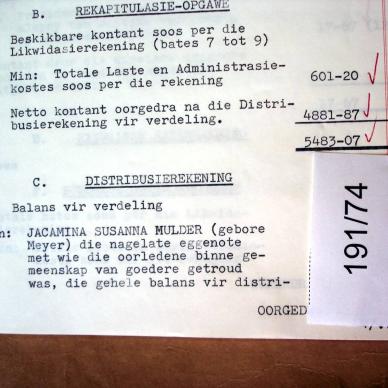 B. REKAPITULASIE-OPGAWE
Beskikbare kontant soos per die
Likwidasierekening (bates 7 tot 9)
Min: Totale Laste en Administrasie-
kostes soos per die rekening 601-20
Netto kontant oorgedra na die Distri-
busierekening vir verdeling. 4881-87
5483-07
C. DISTRIBUSIEREKENING
Balans vir verdeling
n: JACAMINA SUSANNA MULDER (gebore
Meyer) die nagelate eggenote
met wie die oorledene binne ge-
meenskap van goedere getroud
was, die gehele balans vir distri-
OORGED
191/74